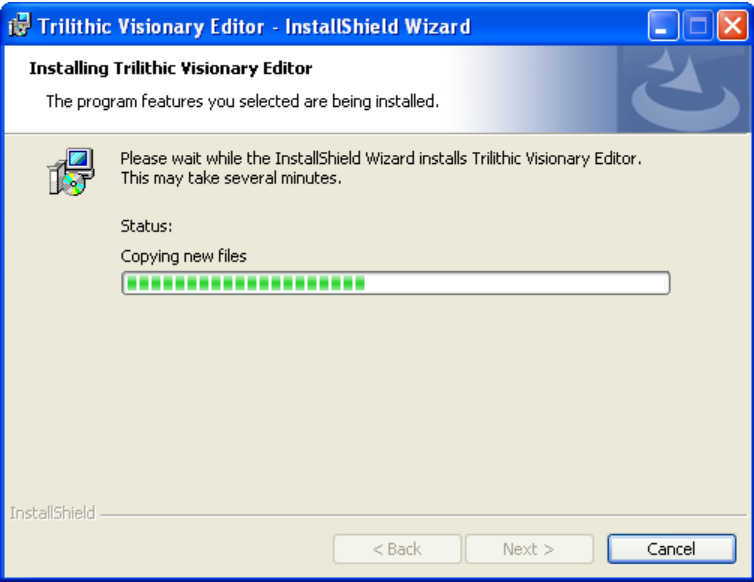 Trilithic Visionary Editor - InstallShield Wizard
Installing Trilithic Visionary Editor
The program features you selected are being installed.
Please wait while the InstallShield Wizard installs Trilithic Visionary Editor.
This may take several minutes.
Status:
Copying new files
InstallShield
< Back
Next >
Cancel